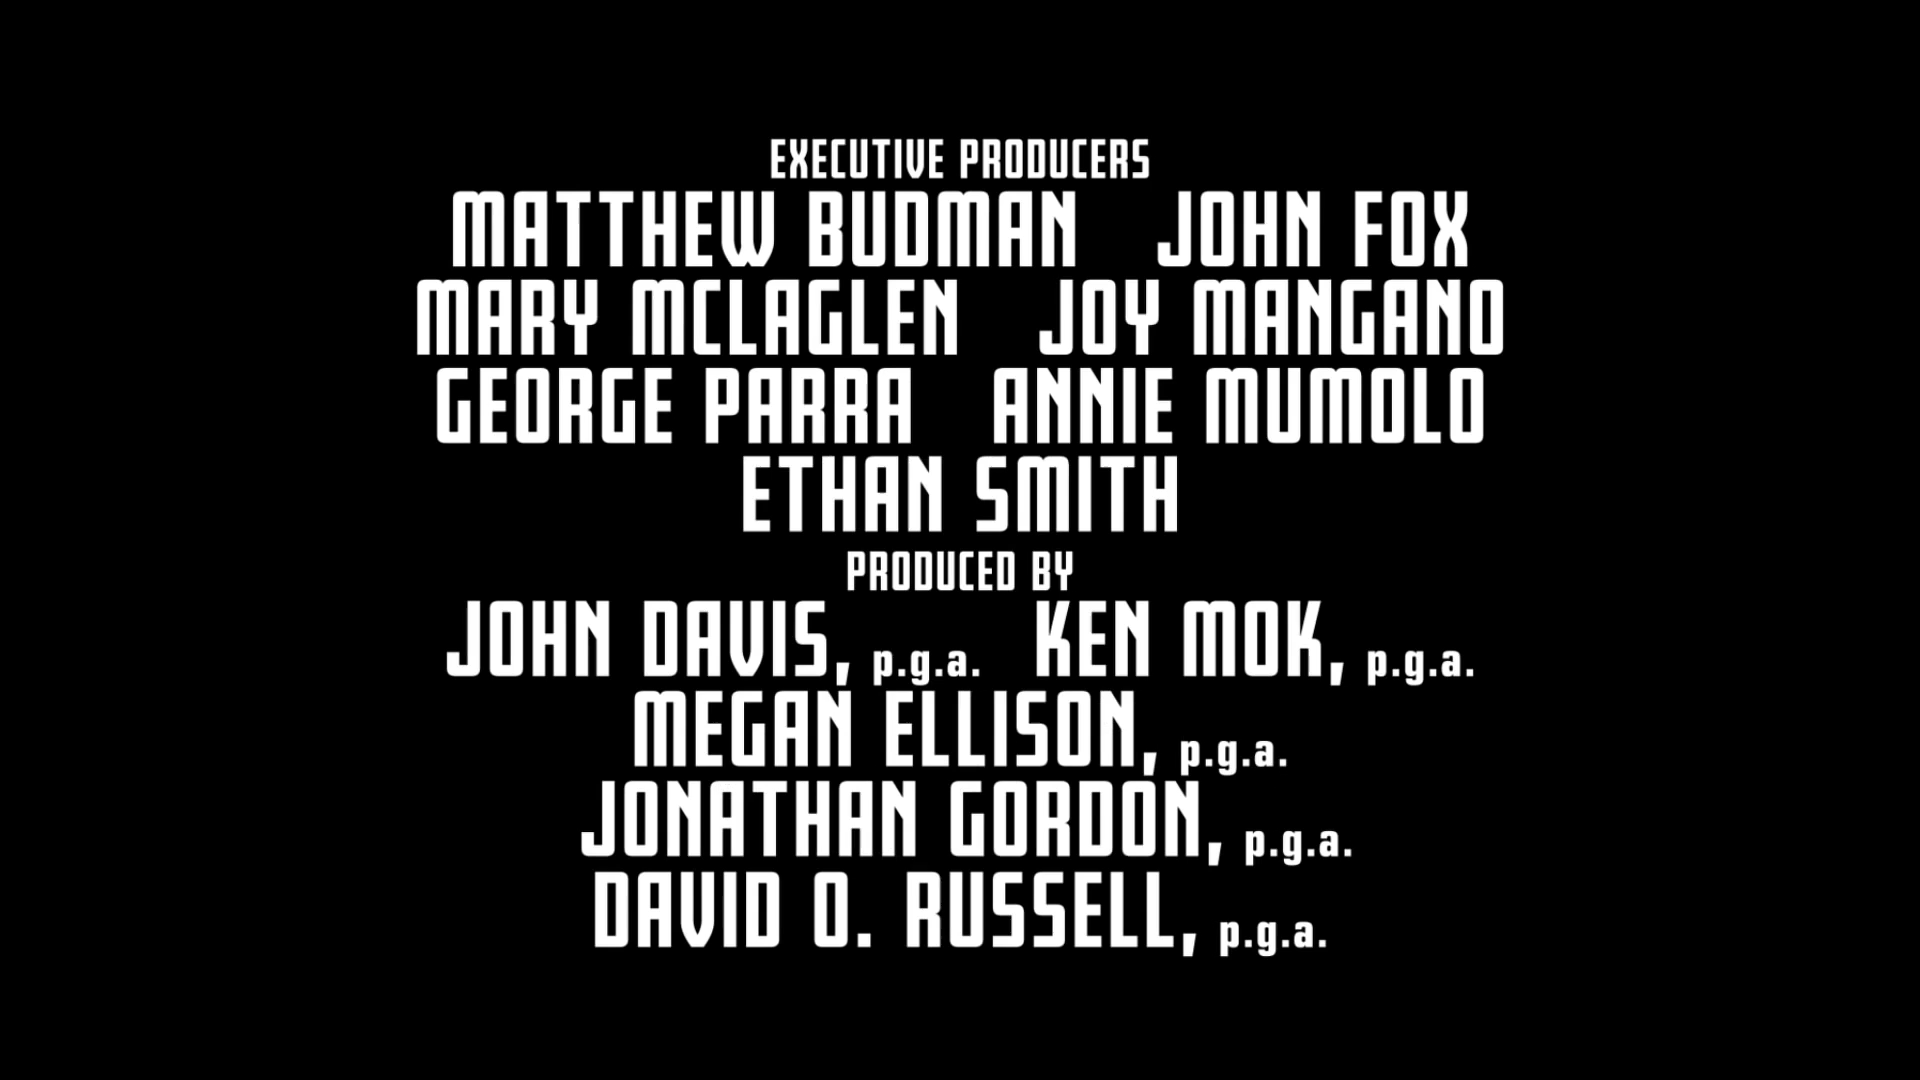 EXECUTIVE PRODUCERS
MATTHEW BUDMAN JOHN FOX
MARY MCLAGLEN JOY MANGANO
GEORGE PARRA ANNIE MUMOLO
ETHAN SMITH
PRODUCED BY
JOHN DAVIS, p.g.a. KEN MOK, p.g.a.
MEGAN ELLISON, p.g.a.
JONATHAN GORDON, p.g.a.
DAVID O. RUSSELL, p.g.a.